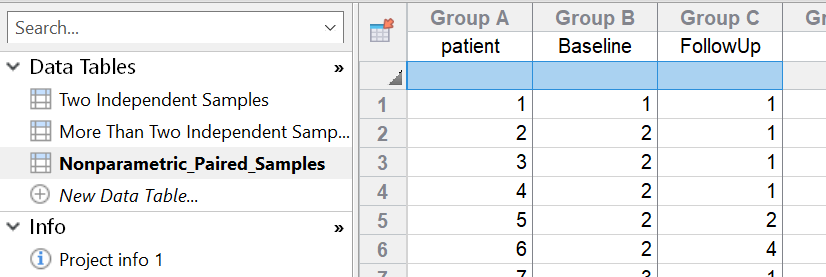 Search...
Data Tables »
Two Independent Samples
More Than Two Independent Samp...
Nonparametric_Paired_Samples
New Data Table...
Info »
Project info 1
Group A Group B Group C
patient Baseline FollowUp
1 1 1 1
2 2 2 1
3 3 2 1
4 4 2 1
5 5 2 2
6 6 2 4
7 7 3 1